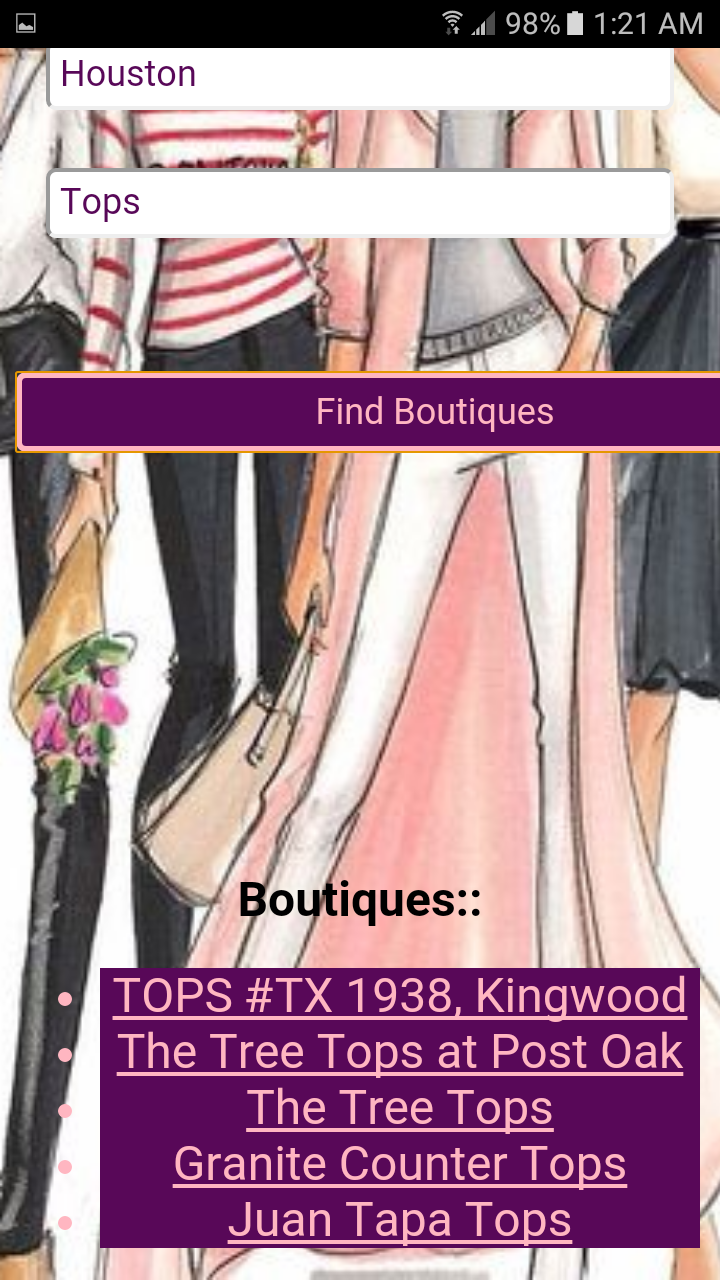 98% 1:21 AM
Houston
Tops
Find Boutiques
Boutiques::
TOPS #TX 1938, Kingwood
The Tree Tops at Post Oak
The Tree Tops
Granite Counter Tops
Juan Tapa Tops